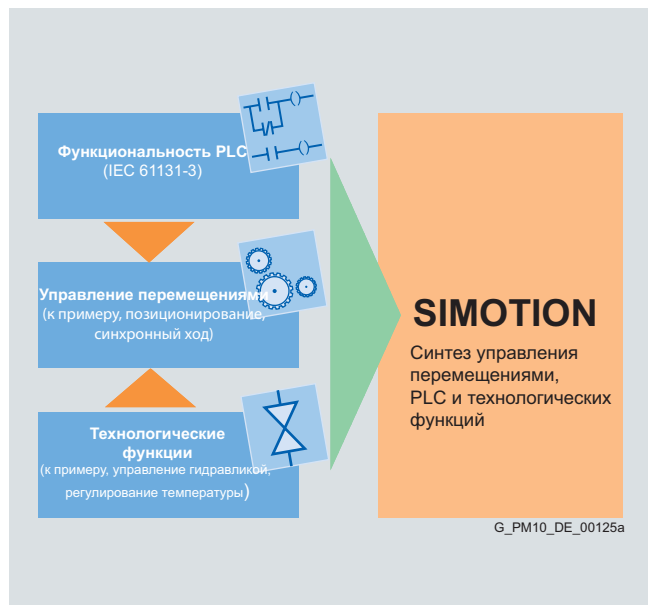 Функциональность PLC
(IEC 61131-3)
Управление перемещениями
(к примеру, позиционирование,
синхронный ход)
Технологические
функции
(к примеру, управление гидравликой,
регулирование температуры)
SIMOTION
Синтез управления
перемещениями,
PLC и технологических
функций
G_PM10_DE_00125a